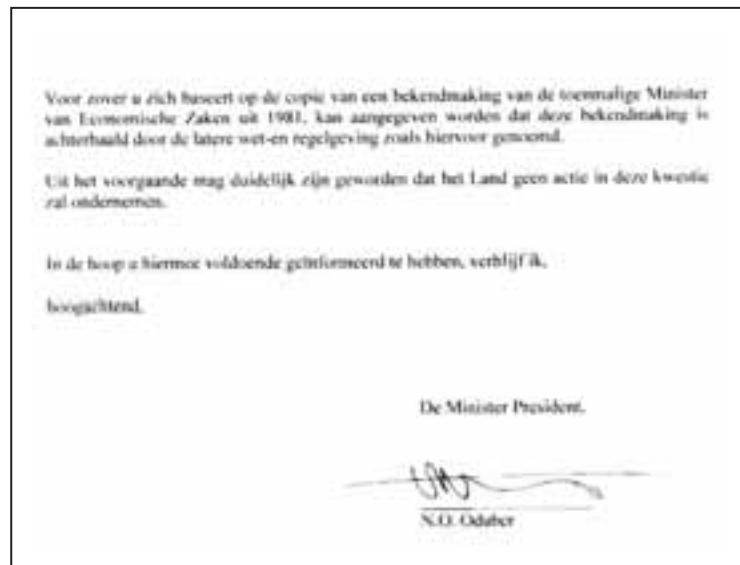 Voor zover u zich baseert op de copie van een bekendmaking van de toenmalige Minister
van Economische Zaken uit 1981, kan aangegeven worden dat deze bekendmaking is
achterhaald door de latere wet-en regelgeving zoals hiervoor genoemd.
Uit het voorgaande mag duidelijk zijn geworden dat het Land geen actie in deze kwestie
zal ondernemen.
In de hoop u hiermee voldoende geïnformeerd te hebben, verblijf ik,
hoogachtend,
De Minister President,
N.O. Oduber